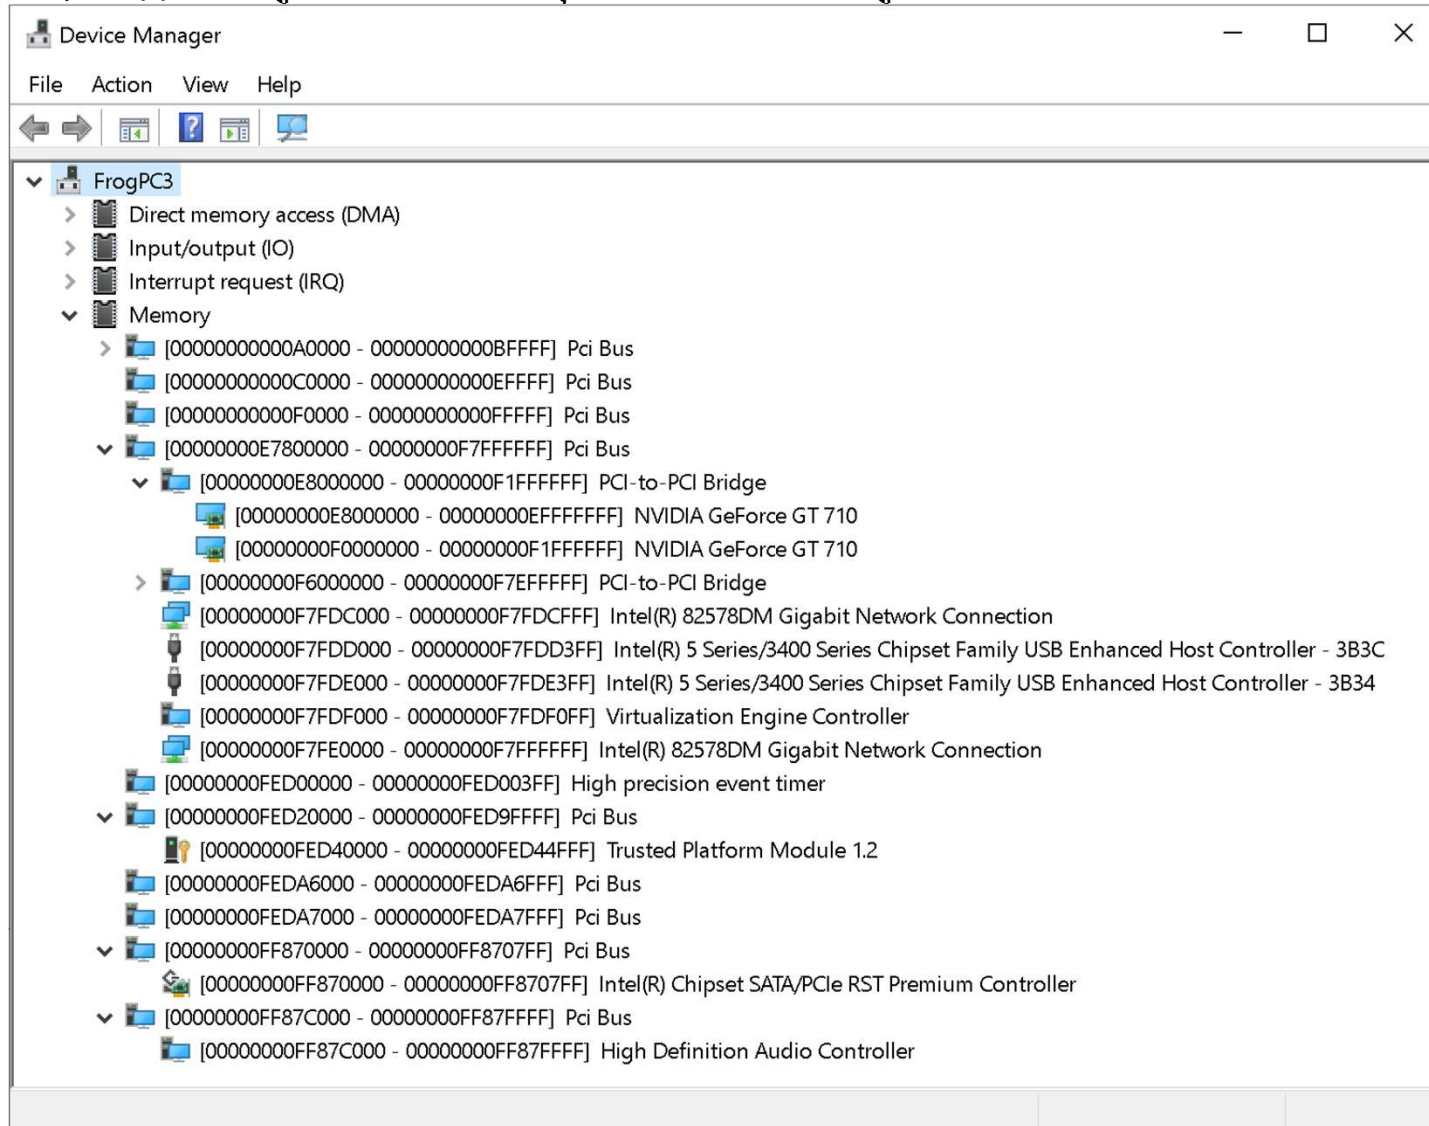 Device Manager
File Action View Help
FrogPC3
Direct memory access (DMA)
Input/output (IO)
Interrupt request (IRQ)
Memory
[00000000000A0000 - 00000000000BFFFF] Pci Bus
[00000000000C0000 - 00000000000EFFFF] Pci Bus
[00000000000F0000 - 00000000000FFFFF] Pci Bus
[00000000E7800000 - 00000000F7FFFFFF] Pci Bus
[00000000E8000000 - 00000000F1FFFFFF] PCI-to-PCI Bridge
[00000000E8000000 - 00000000EFFFFFFF] NVIDIA GeForce GT 710
[00000000F0000000 - 00000000F1FFFFFF] NVIDIA GeForce GT 710
[00000000F6000000 - 00000000F7EFFFFF] PCI-to-PCI Bridge
[00000000F7FDC000 - 00000000F7FDCFFF] Intel(R) 82578DM Gigabit Network Connection
[00000000F7FDD000 - 00000000F7FDD3FF] Intel(R) 5 Series/3400 Series Chipset Family USB Enhanced Host Controller - 3B3C
[00000000F7FDE000 - 00000000F7FDE3FF] Intel(R) 5 Series/3400 Series Chipset Family USB Enhanced Host Controller - 3B34
[00000000F7FDF000 - 00000000F7FDF0FF] Virtualization Engine Controller
[00000000F7FE0000 - 00000000F7FFFFFF] Intel(R) 82578DM Gigabit Network Connection
[00000000FED00000 - 00000000FED003FF] High precision event timer
[00000000FED20000 - 00000000FED9FFFF] Pci Bus
[00000000FED40000 - 00000000FED44FFF] Trusted Platform Module 1.2
[00000000FEDA6000 - 00000000FEDA6FFF] Pci Bus
[00000000FEDA7000 - 00000000FEDA7FFF] Pci Bus
[00000000FF870000 - 00000000FF8707FF] Pci Bus
[00000000FF870000 - 00000000FF8707FF] Intel(R) Chipset SATA/PCIe RST Premium Controller
[00000000FF87C000 - 00000000FF87FFFF] Pci Bus
[00000000FF87C000 - 00000000FF87FFFF] High Definition Audio Controller